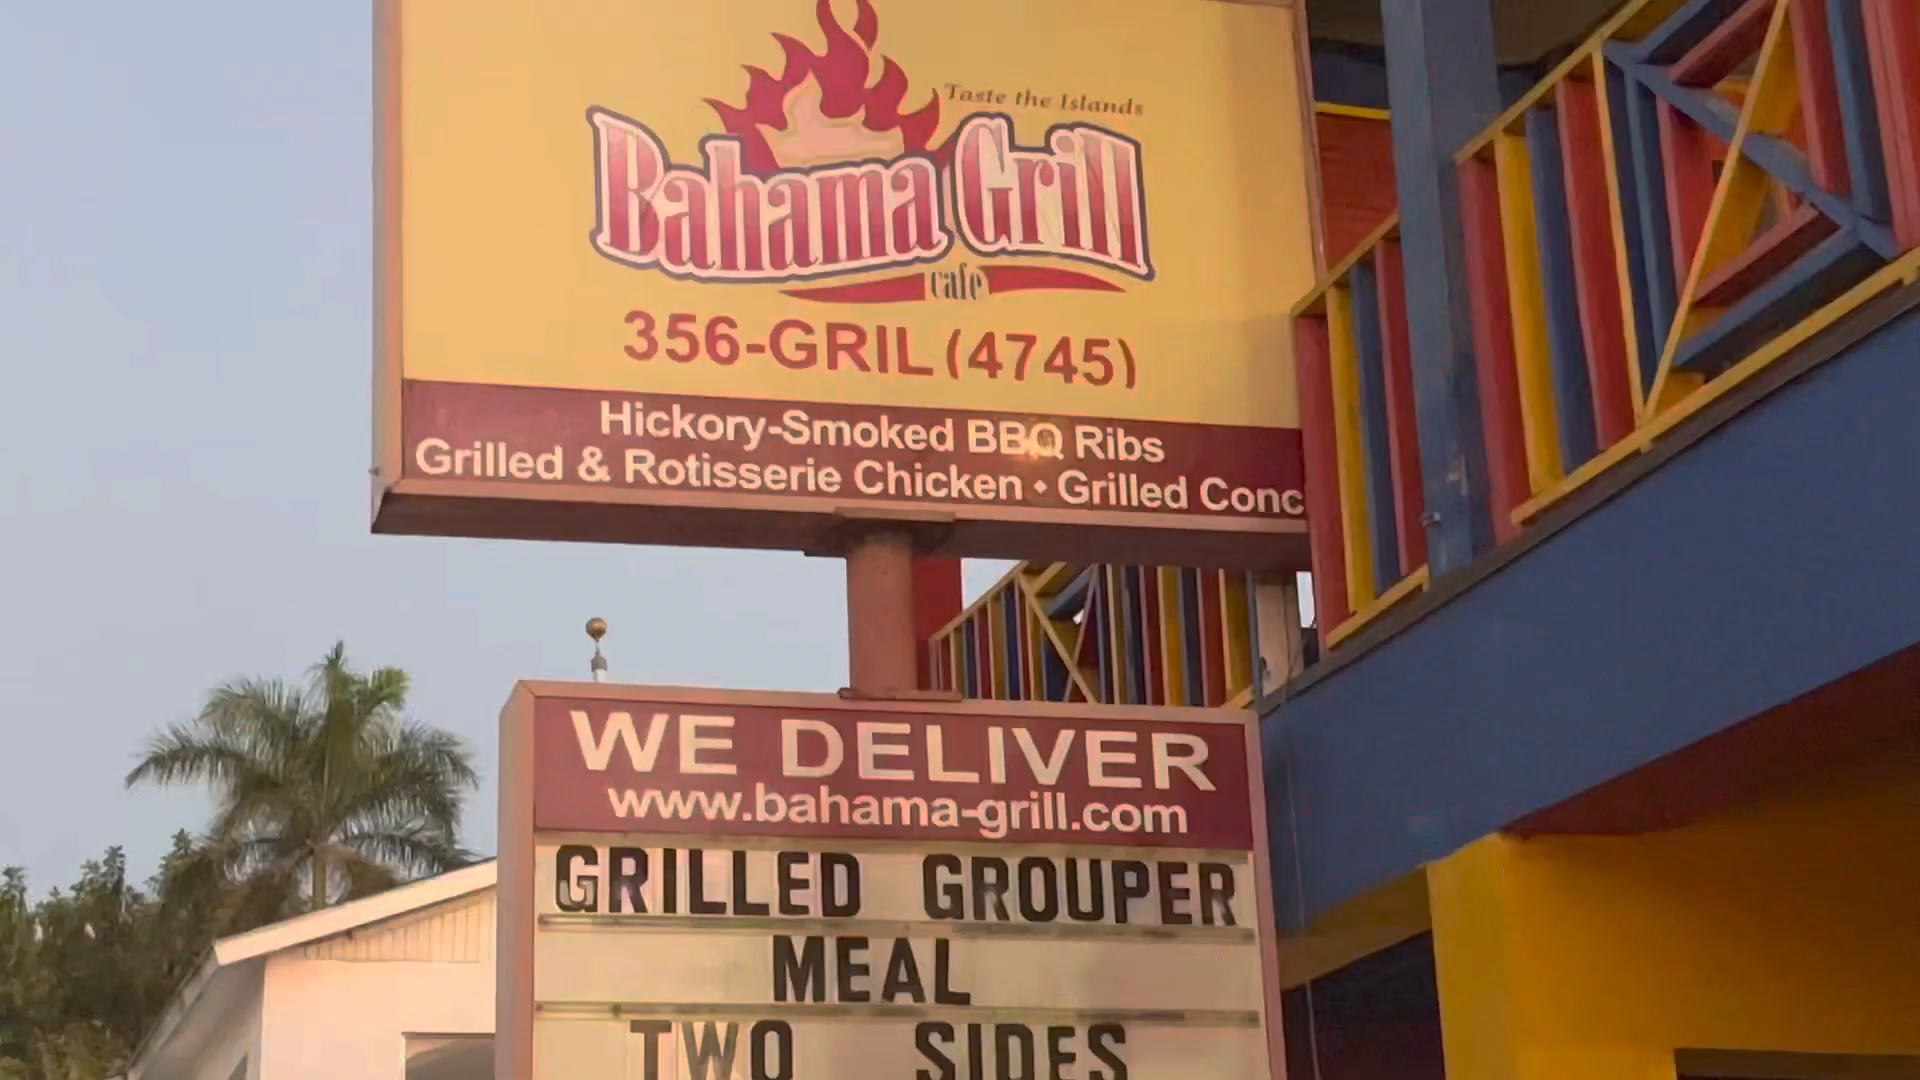 Taste the Islands
Bahama Grill
cafe
356-GRIL (4745)
Hickory-Smoked BBQ Ribs
Grilled & Rotisserie Chicken • Grilled Conc
WE DELIVER
www.bahama-grill.com
GRILLED GROUPER
MEAL
TWO SIDES